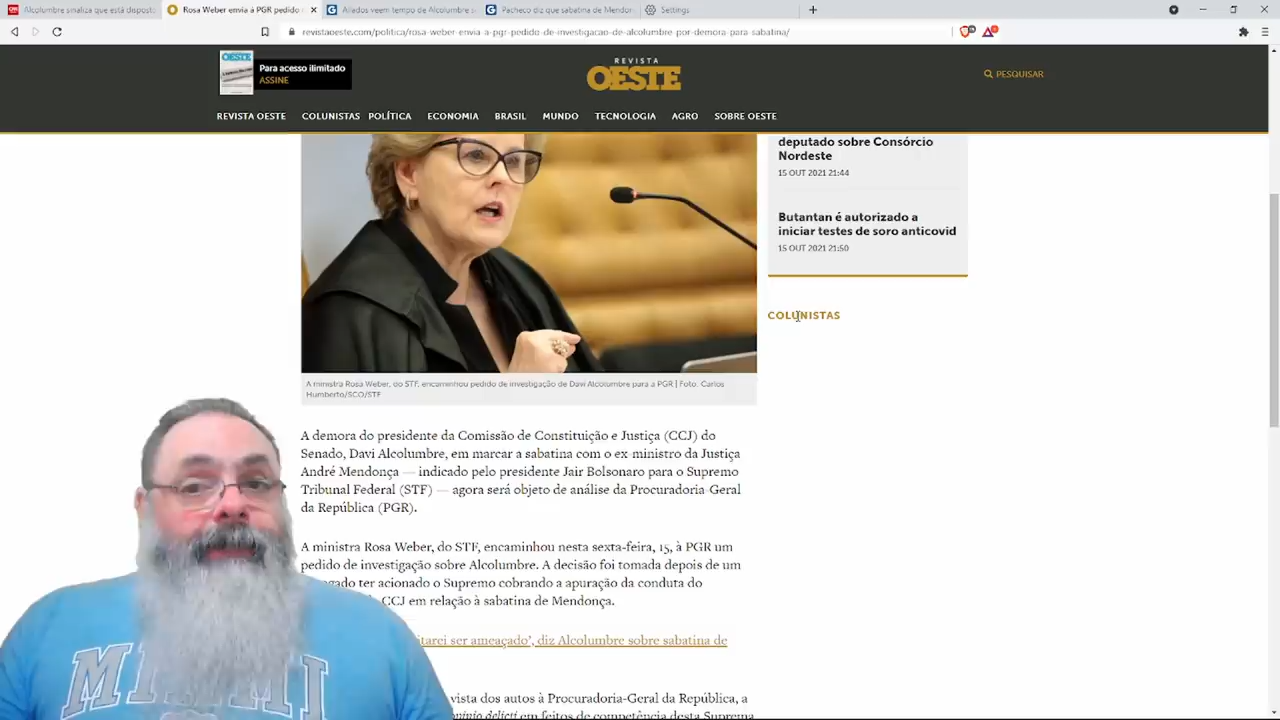 Alcolumbre sinaliza que está dispost
Rosa Weber envia à PGR pedido
Aliados veem tempo de Alcolumbre s
Pacheco diz que sabatina de Mendon
Settings
revistaoeste.com/politica/rosa-weber-envia-a-pgr-pedido-de-investigacao-de-alcolumbre-por-demora-para-sabatina/
OESTE
Para acesso ilimitado
ASSINE
REVISTA
OESTE
PESQUISAR
REVISTA OESTE COLUNISTAS POLÍTICA ECONOMIA BRASIL MUNDO TECNOLOGIA AGRO SOBRE OESTE
deputado sobre Consórcio
Nordeste
15 OUT 2021 21:44
Butantan é autorizado a
iniciar testes de soro anticovid
15 OUT 2021 21:50
COLUNISTAS
A ministra Rosa Weber, do STF, encaminhou pedido de investigação de Davi Alcolumbre para a PGR | Foto: Carlos
Humberto/SCO/STF
A demora do presidente da Comissão de Constituição e Justiça (CCJ) do
Senado, Davi Alcolumbre, em marcar a sabatina com o ex-ministro da Justiça
André Mendonça — indicado pelo presidente Jair Bolsonaro para o Supremo
Tribunal Federal (STF) — agora será objeto de análise da Procuradoria-Geral
da República (PGR).
A ministra Rosa Weber, do STF, encaminhou nesta sexta-feira, 15, à PGR um
pedido de investigação sobre Alcolumbre. A decisão foi tomada depois de um
ogado ter acionado o Supremo cobrando a apuração da conduta do
CCJ em relação à sabatina de Mendonça.
itarei ser ameaçado', diz Alcolumbre sobre sabatina de
vista dos autos à Procuradoria-Geral da República, a
delicti em feitos de competência desta Suprema
MIAMI